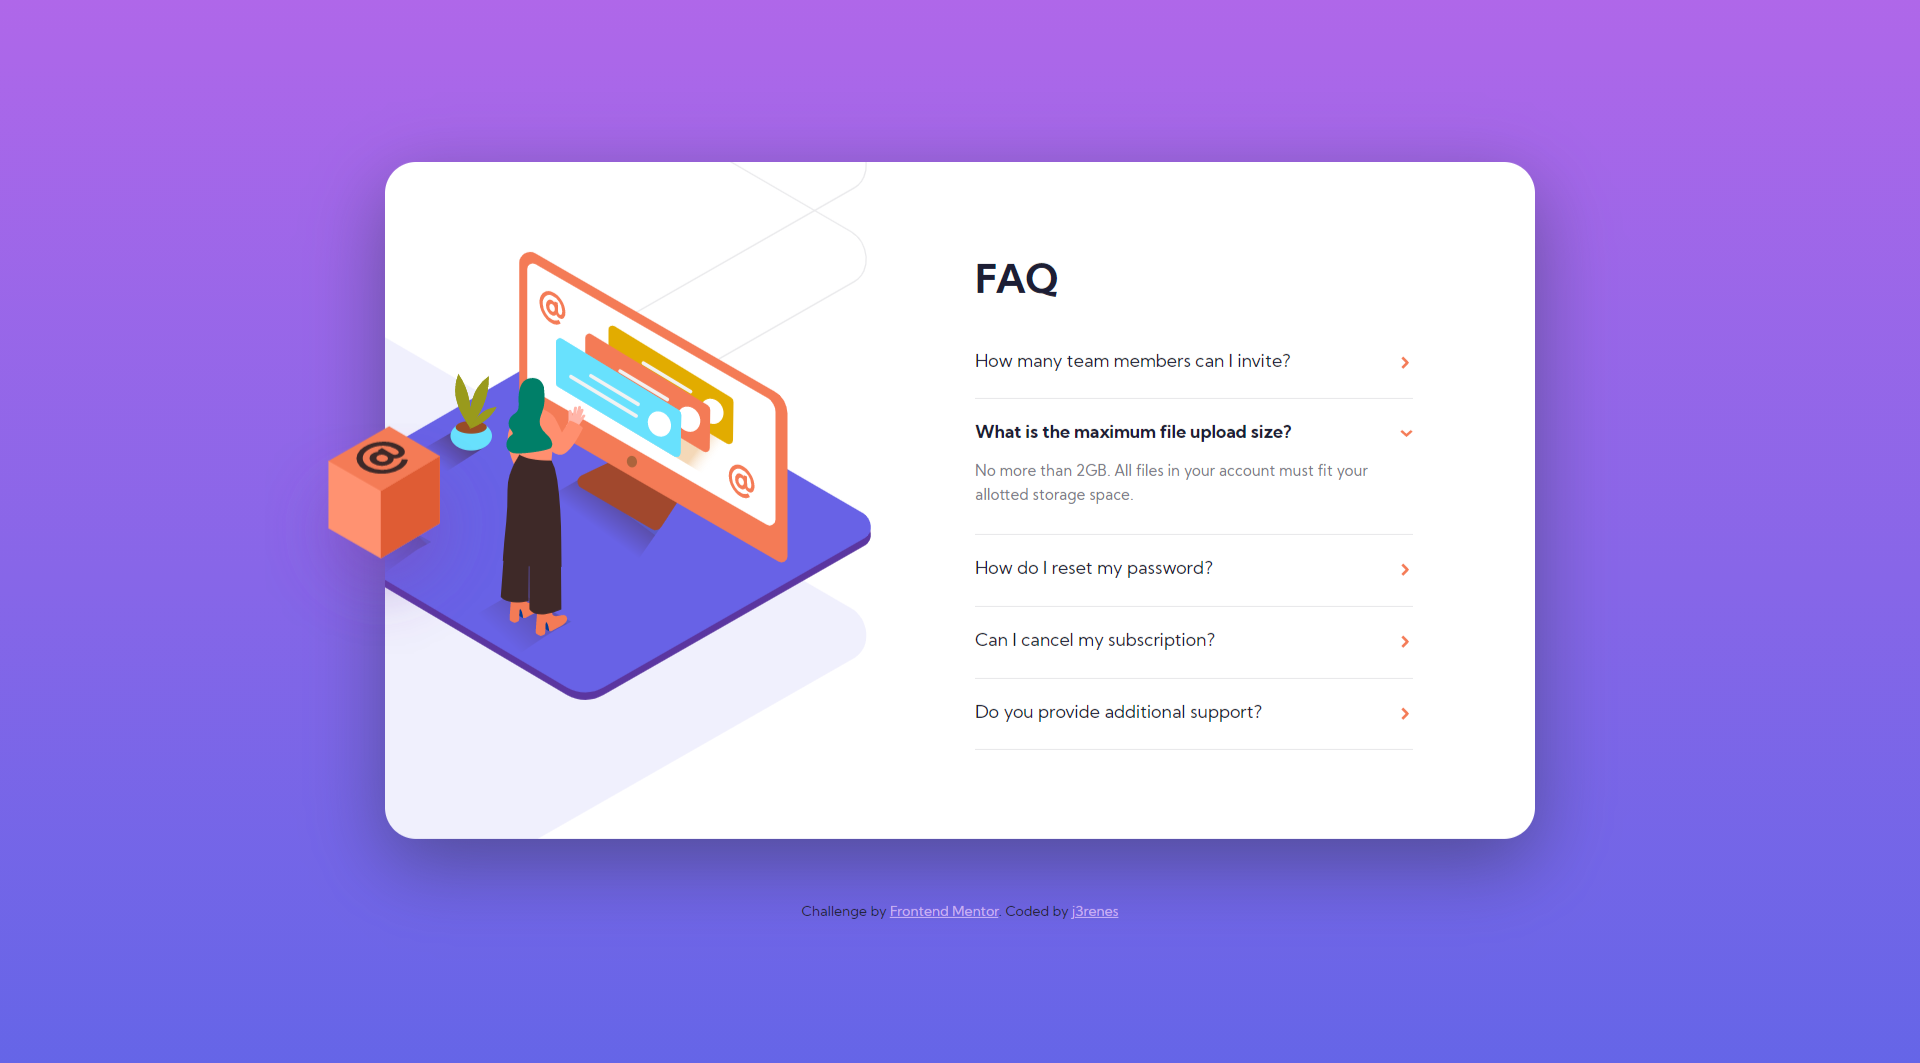 FAQ
How many team members can I invite?
What is the maximum file upload size?
No more than 2GB. All files in your account must fit your
allotted storage space.
How do I reset my password?
Can I cancel my subscription?
Do you provide additional support?
@
@
@
Challenge by Frontend Mentor. Coded by j3renes